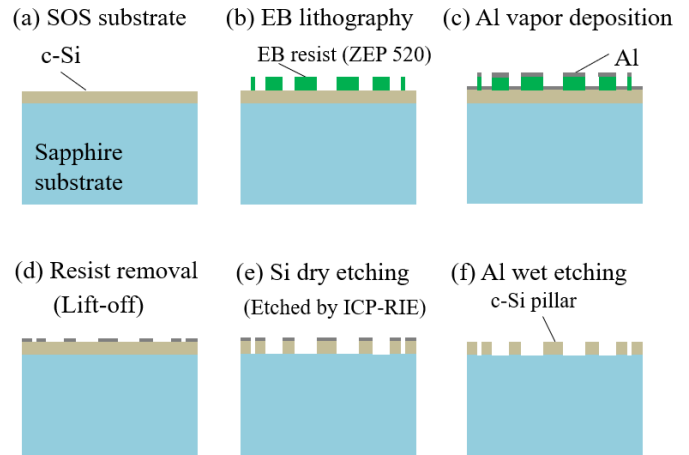 (a) SOS substrate
c-Si
Sapphire
substrate
(b) EB lithography
EB resist (ZEP 520)
(c) Al vapor deposition
Al
(d) Resist removal
(Lift-off)
(e) Si dry etching
(Etched by ICP-RIE)
(f) Al wet etching
c-Si pillar